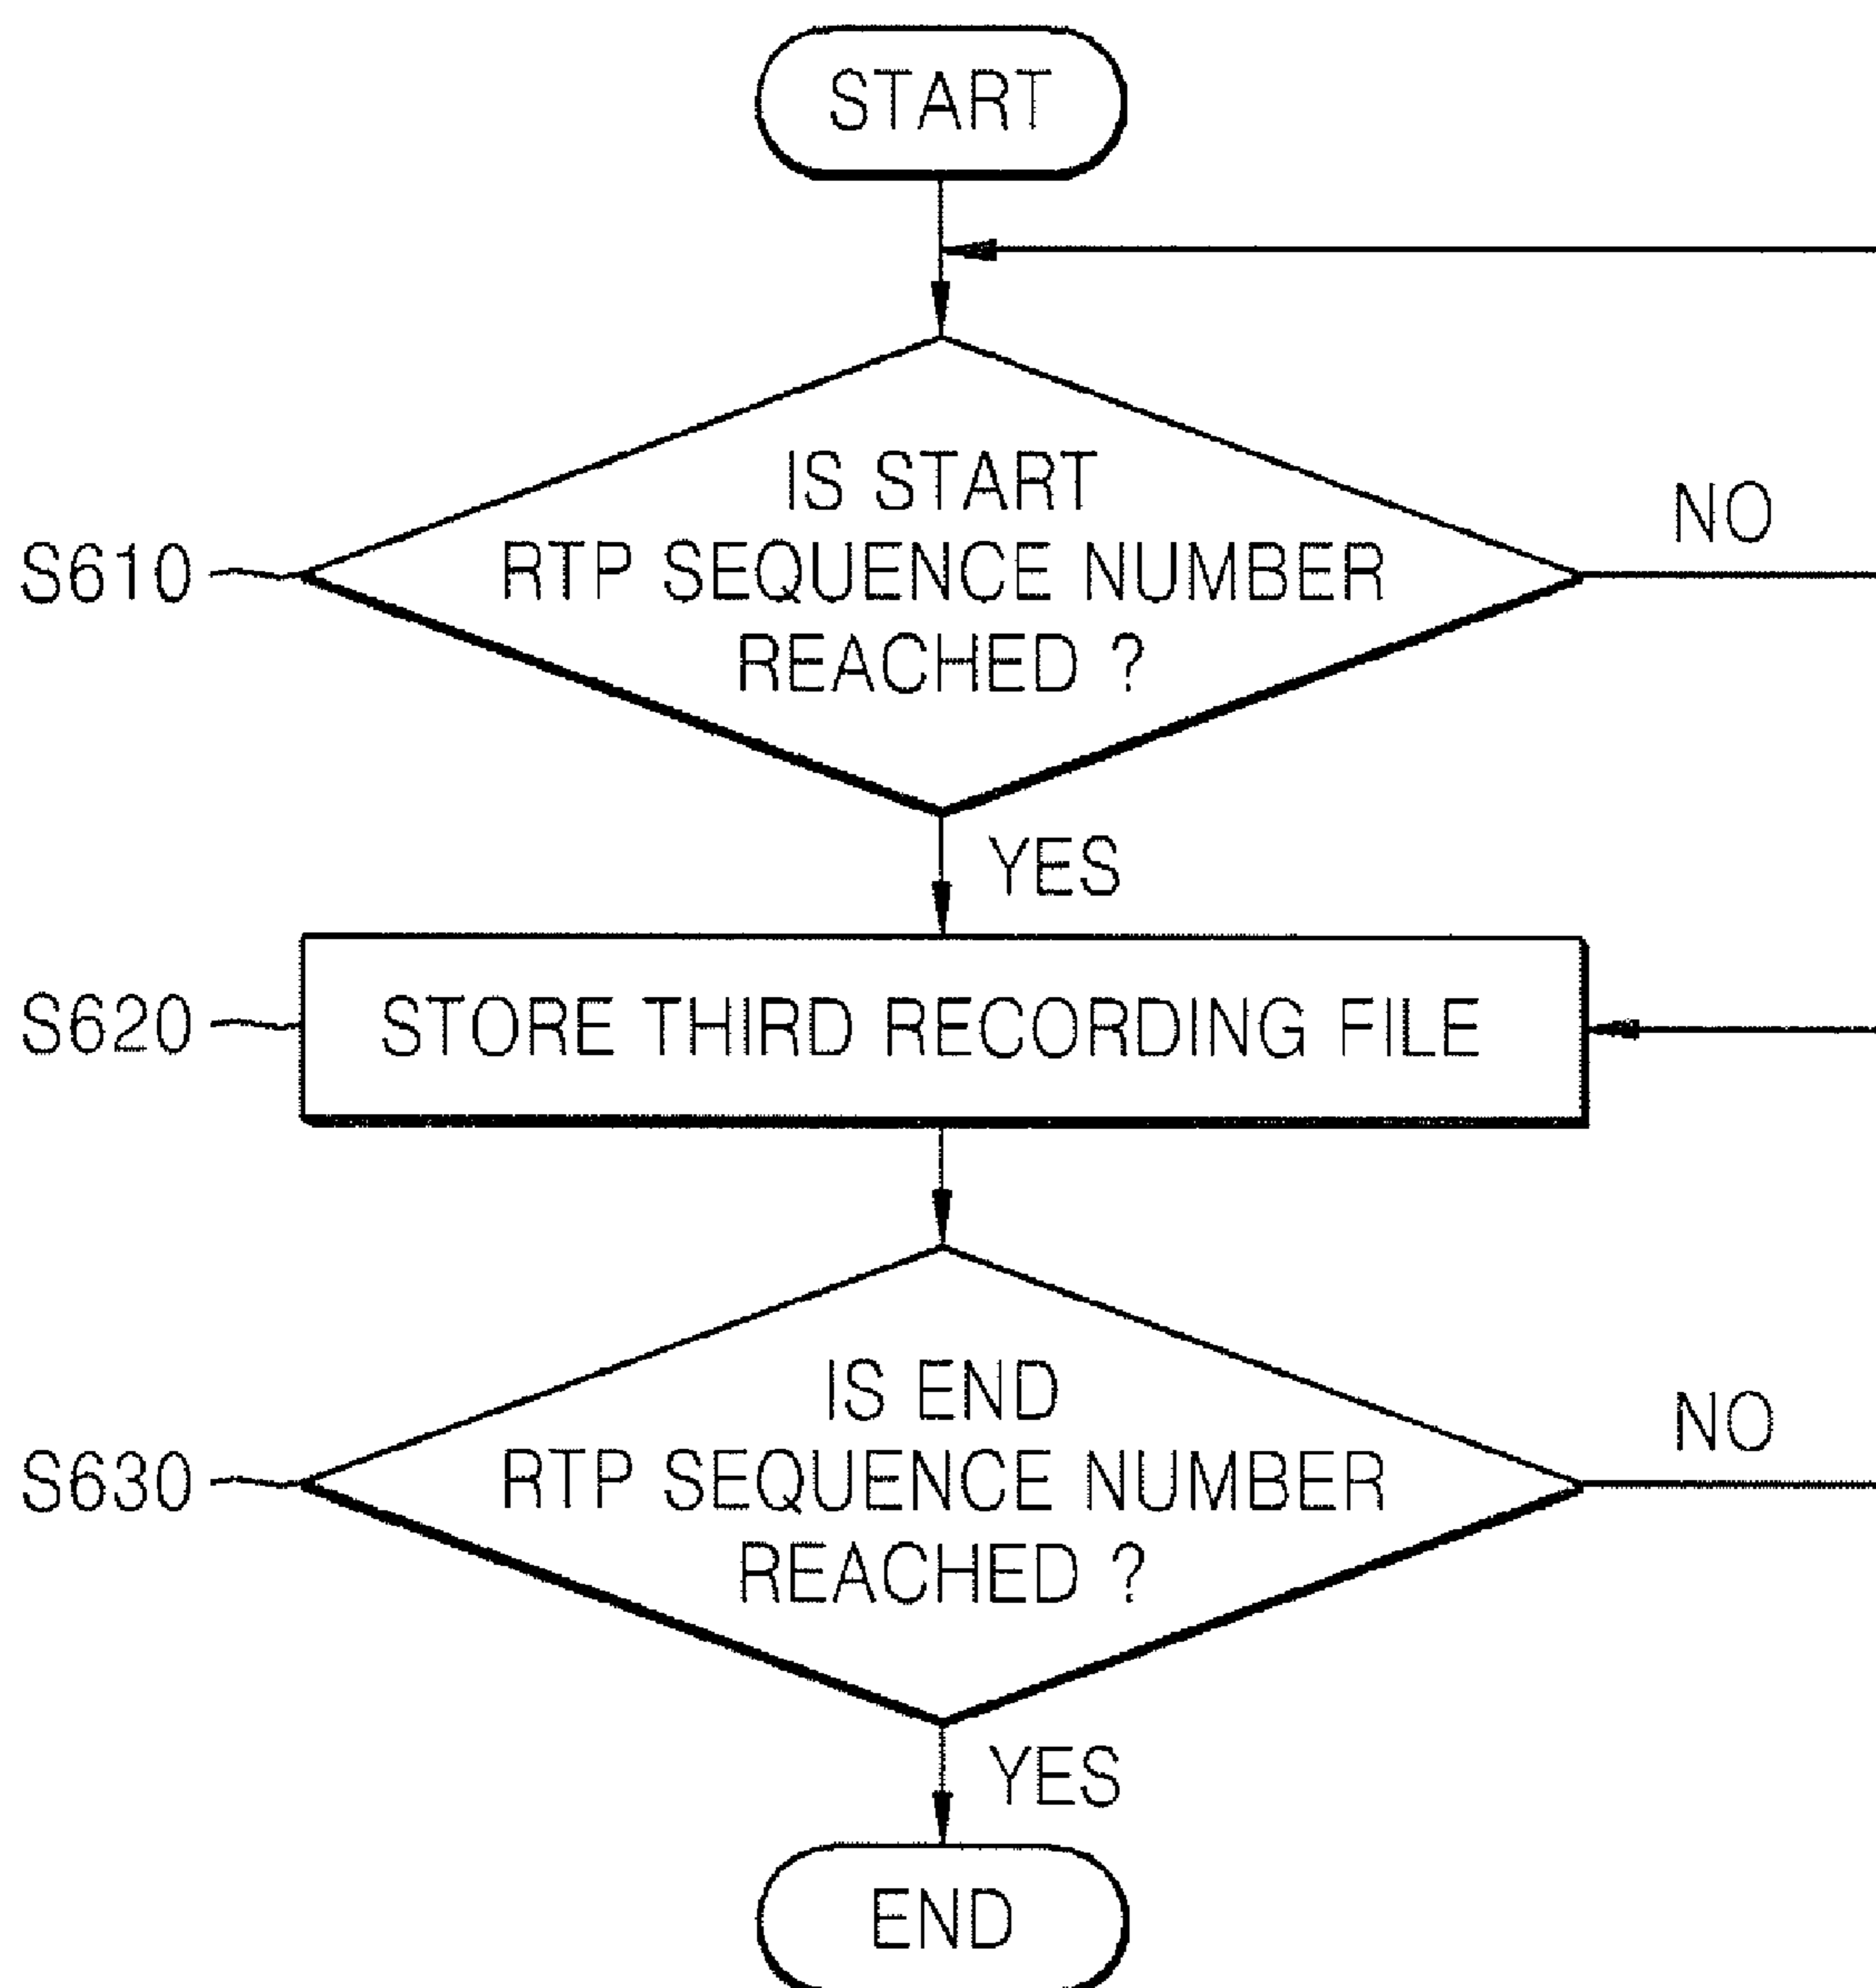 START
IS START
RTP SEQUENCE NUMBER
REACHED ?
NO
S610
YES
S620
STORE THIRD RECORDING FILE
IS END
RTP SEQUENCE NUMBER
REACHED ?
NO
S630
YES
END